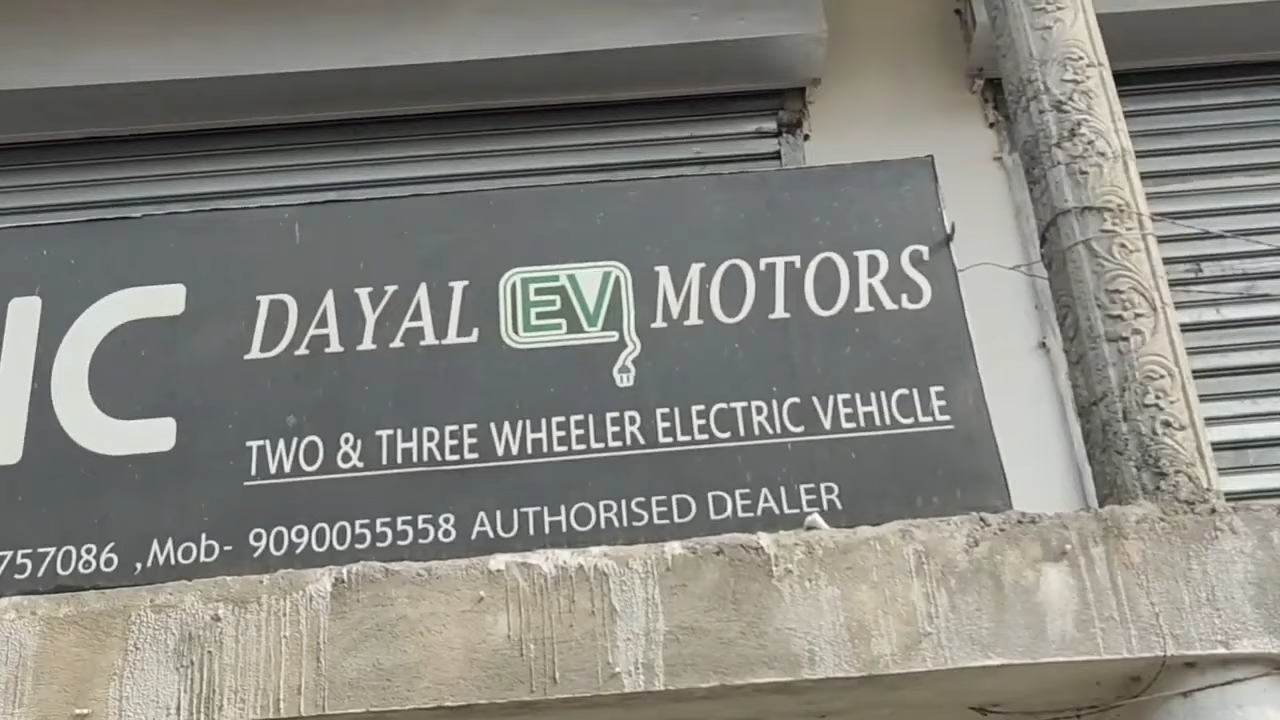 IC
DAYAL EV MOTORS
TWO & THREE WHEELER ELECTRIC VEHICLE
757086 ,Mob- 9090055558 AUTHORISED DEALER